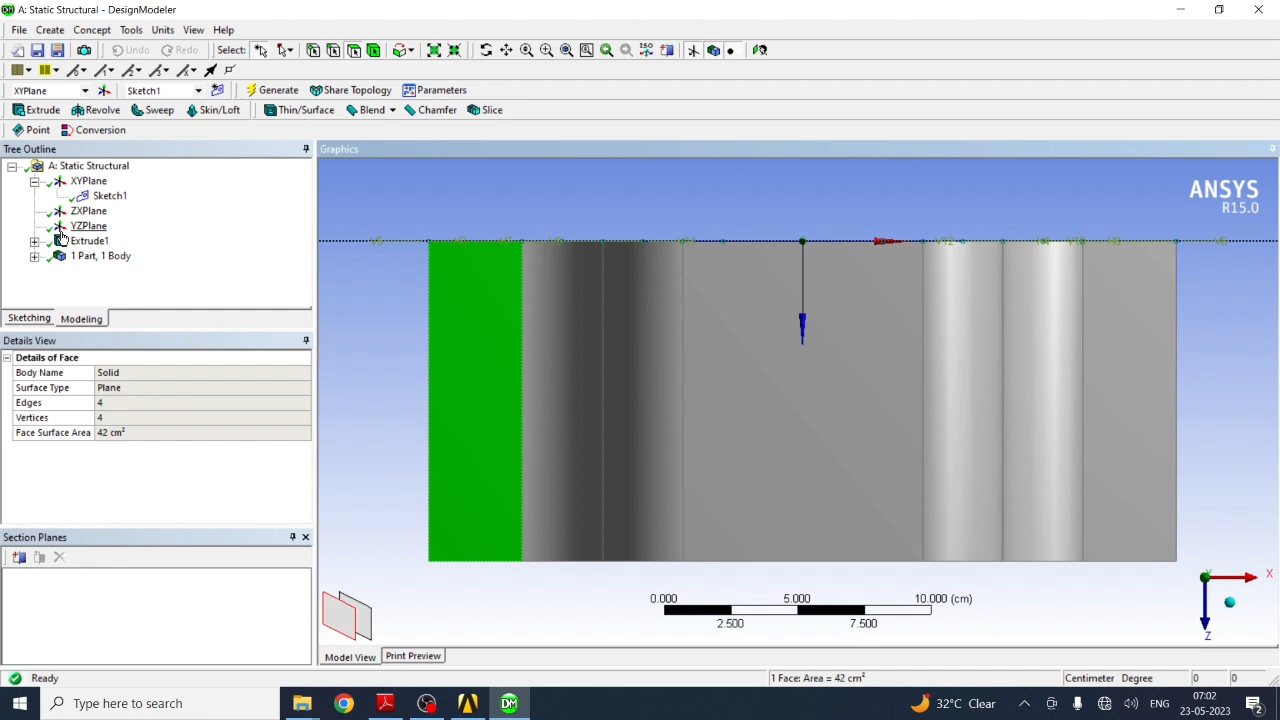 A: Static Structural - DesignModeler
File Create Concept Tools Units View Help
Undo Redo Select:
XYPlane Sketch1 Generate Share Topology Parameters
Extrude Revolve Sweep Skin/Loft Thin/Surface Blend Chamfer Slice
Point Conversion
Tree Outline
A: Static Structural
XYPlane
Sketch1
ZXPlane
YZPlane
Extrude1
1 Part, 1 Body
Sketching Modeling
Details View
Details of Face
Body Name Solid
Surface Type Plane
Edges 4
Vertices 4
Face Surface Area 42 cm²
Section Planes
Graphics
ANSYS
R15.0
0.000 5.000 10.000 (cm)
2.500 7.500
X
Y
Z
Model View Print Preview
Ready 1 Face: Area = 42 cm² Centimeter Degree 0 0
Type here to search
32°C Clear ENG 07:02
23-05-2023 2